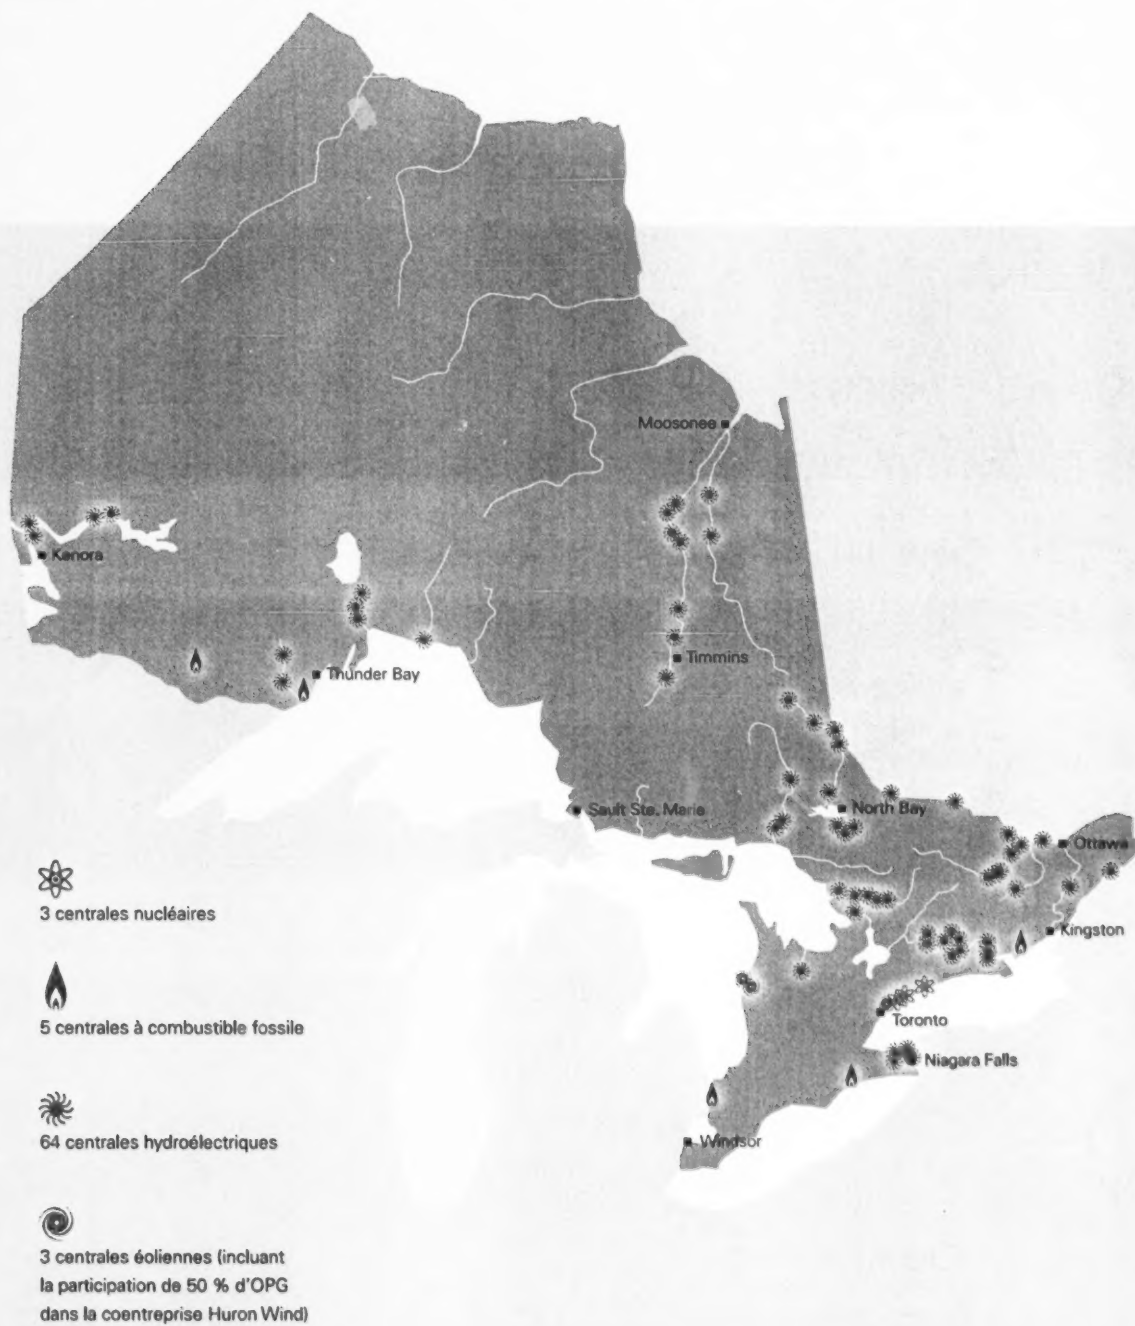 Moosonee
Kenora
Thunder Bay
Timmins
Sault Ste. Marie
North Bay
Ottawa
Kingston
Toronto
Niagara Falls
Windsor
3 centrales nucléaires
5 centrales à combustible fossile
64 centrales hydroélectriques
3 centrales éoliennes (incluant
la participation de 50 % d'OPG
dans la coentreprise Huron Wind)